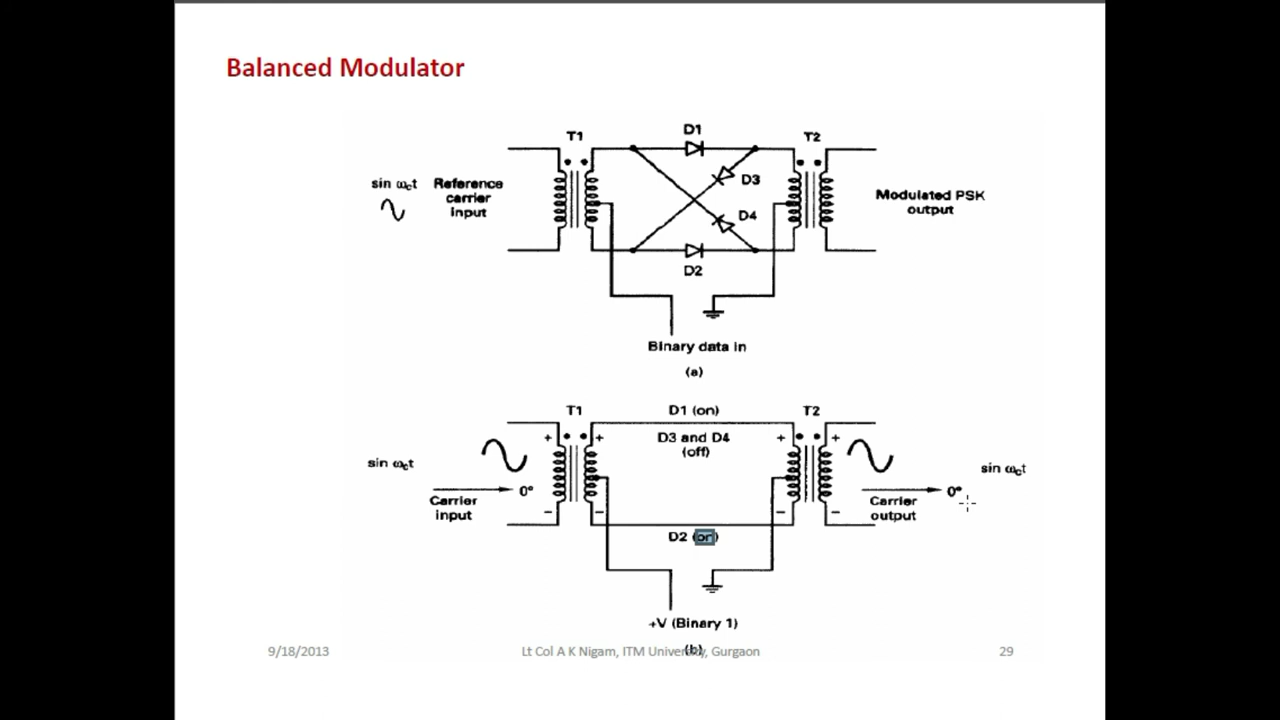 Balanced Modulator
D1
T1
T2
sin ωct
Reference
carrier
input
D3
D4
Modulated PSK
output
D2
Binary data in
(a)
T1
D1 (on)
T2
D3 and D4
(off)
+
+
+
+
sin ωct
sin ωct
0°
0°
Carrier
input
Carrier
output
−
−
−
−
D2 (on)
+V (Binary 1)
(b)
9/18/2013
Lt Col A K Nigam, ITM University, Gurgaon
29